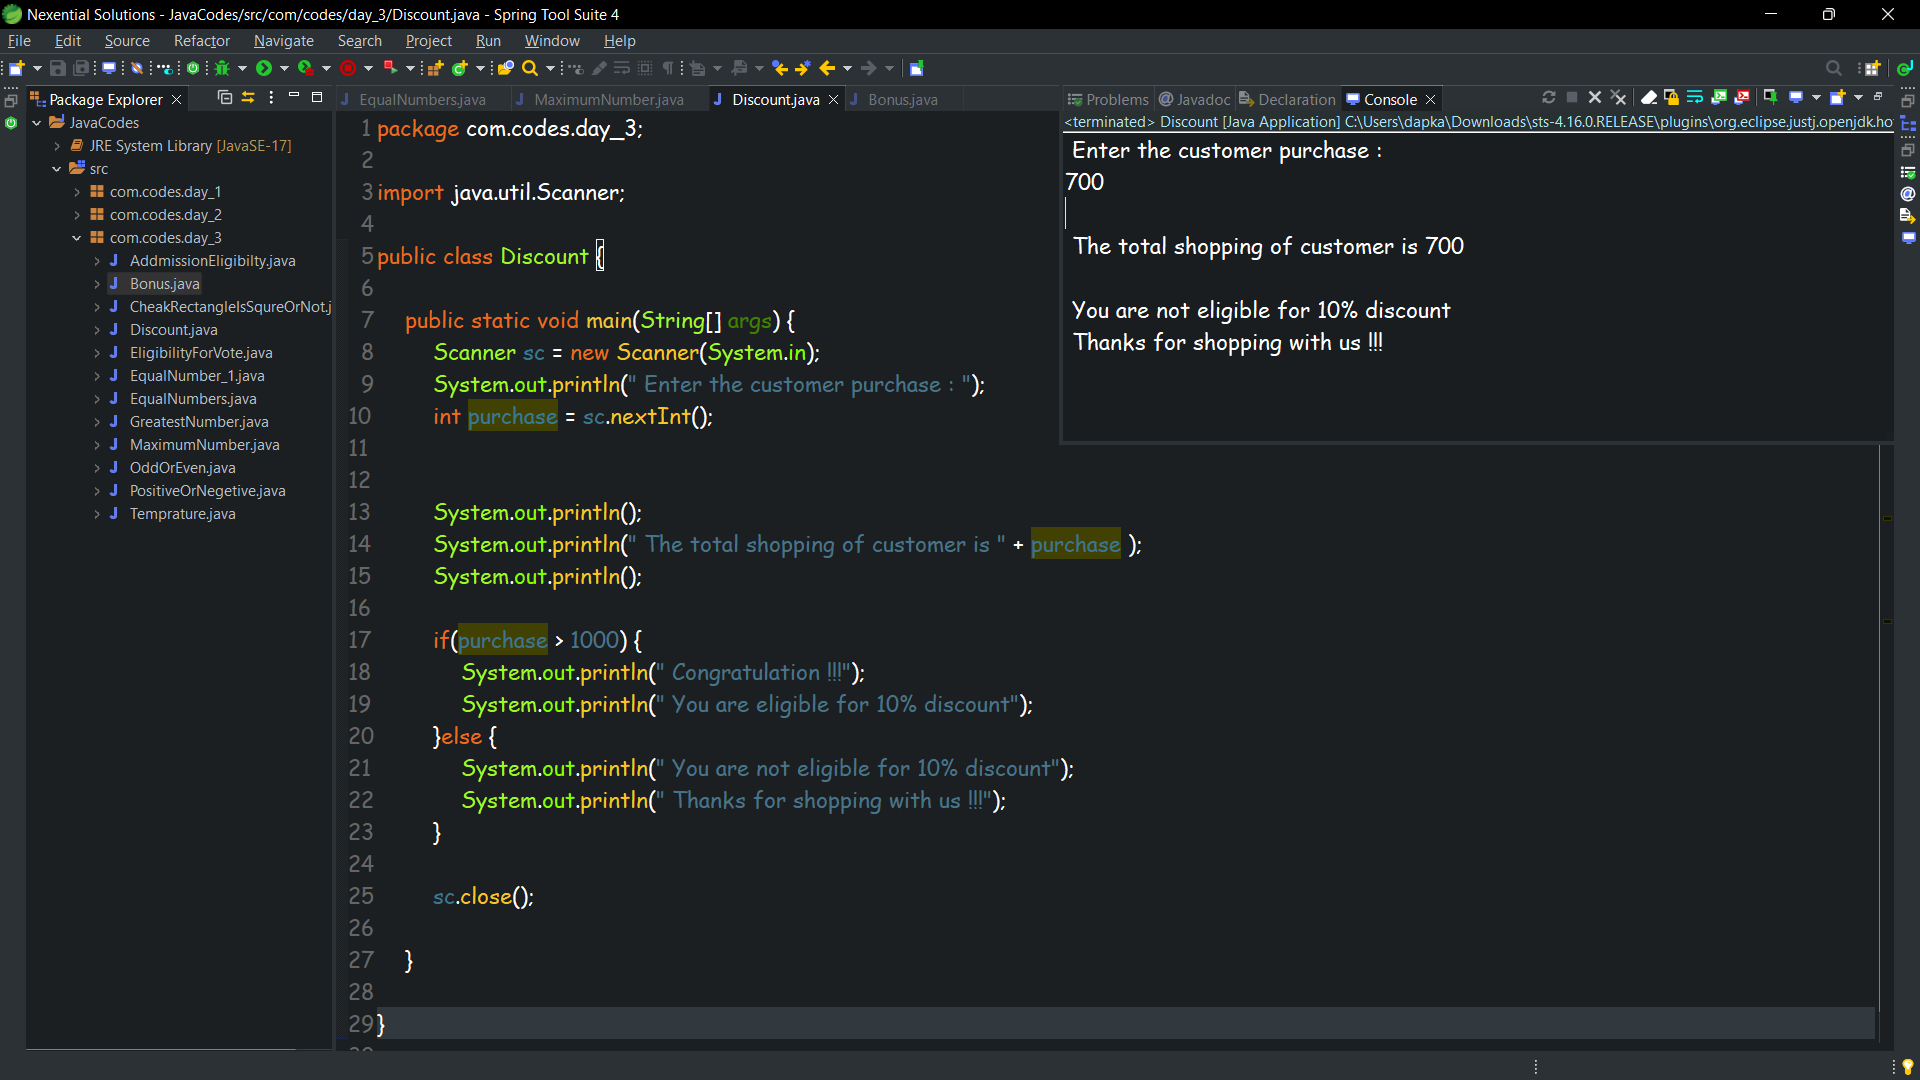 Nexential Solutions - JavaCodes/src/com/codes/day_3/Discount.java - Spring Tool Suite 4
File Edit Source Refactor Navigate Search Project Run Window Help
Package Explorer
JavaCodes
JRE System Library [JavaSE-17]
src
com.codes.day_1
com.codes.day_2
com.codes.day_3
AddmissionEligibilty.java
Bonus.java
CheakRectangleIsSqureOrNot.j
Discount.java
EligibilityForVote.java
EqualNumber_1.java
EqualNumbers.java
GreatestNumber.java
MaximumNumber.java
OddOrEven.java
PositiveOrNegetive.java
Temprature.java
EqualNumbers.java MaximumNumber.java Discount.java Bonus.java
1 package com.codes.day_3;
2
3 import java.util.Scanner;
4
5 public class Discount {
6
7 public static void main(String[] args) {
8 Scanner sc = new Scanner(System.in);
9 System.out.println(" Enter the customer purchase : ");
10 int purchase = sc.nextInt();
11
12
13 System.out.println();
14 System.out.println(" The total shopping of customer is " + purchase );
15 System.out.println();
16
17 if(purchase > 1000) {
18 System.out.println(" Congratulation !!!");
19 System.out.println(" You are eligible for 10% discount");
20 }else {
21 System.out.println(" You are not eligible for 10% discount");
22 System.out.println(" Thanks for shopping with us !!!");
23 }
24
25 sc.close();
26
27 }
28
29 }
Problems Javadoc Declaration Console
<terminated> Discount [Java Application] C:\Users\dapka\Downloads\sts-4.16.0.RELEASE\plugins\org.eclipse.justj.openjdk.ho
Enter the customer purchase :
700
The total shopping of customer is 700
You are not eligible for 10% discount
Thanks for shopping with us !!!